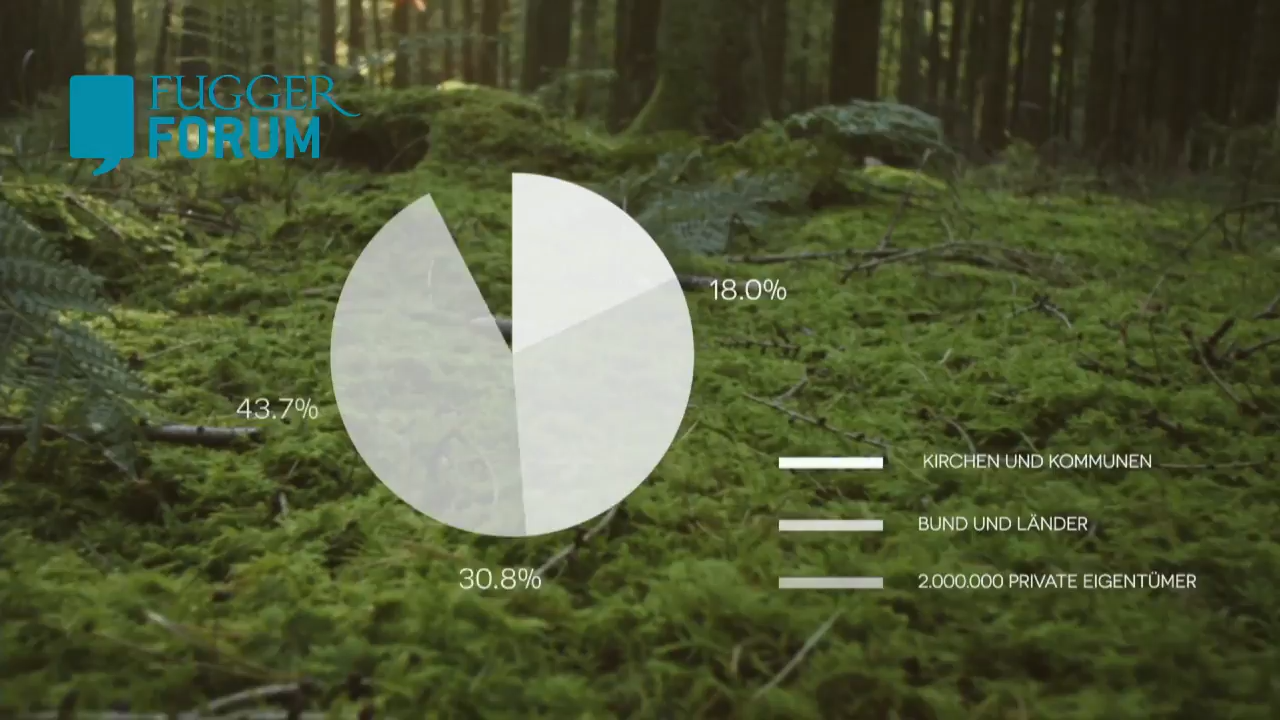 FUGGER
FORUM
18.0%
43.7%
30.8%
KIRCHEN UND KOMMUNEN
BUND UND LÄNDER
2.000.000 PRIVATE EIGENTÜMER